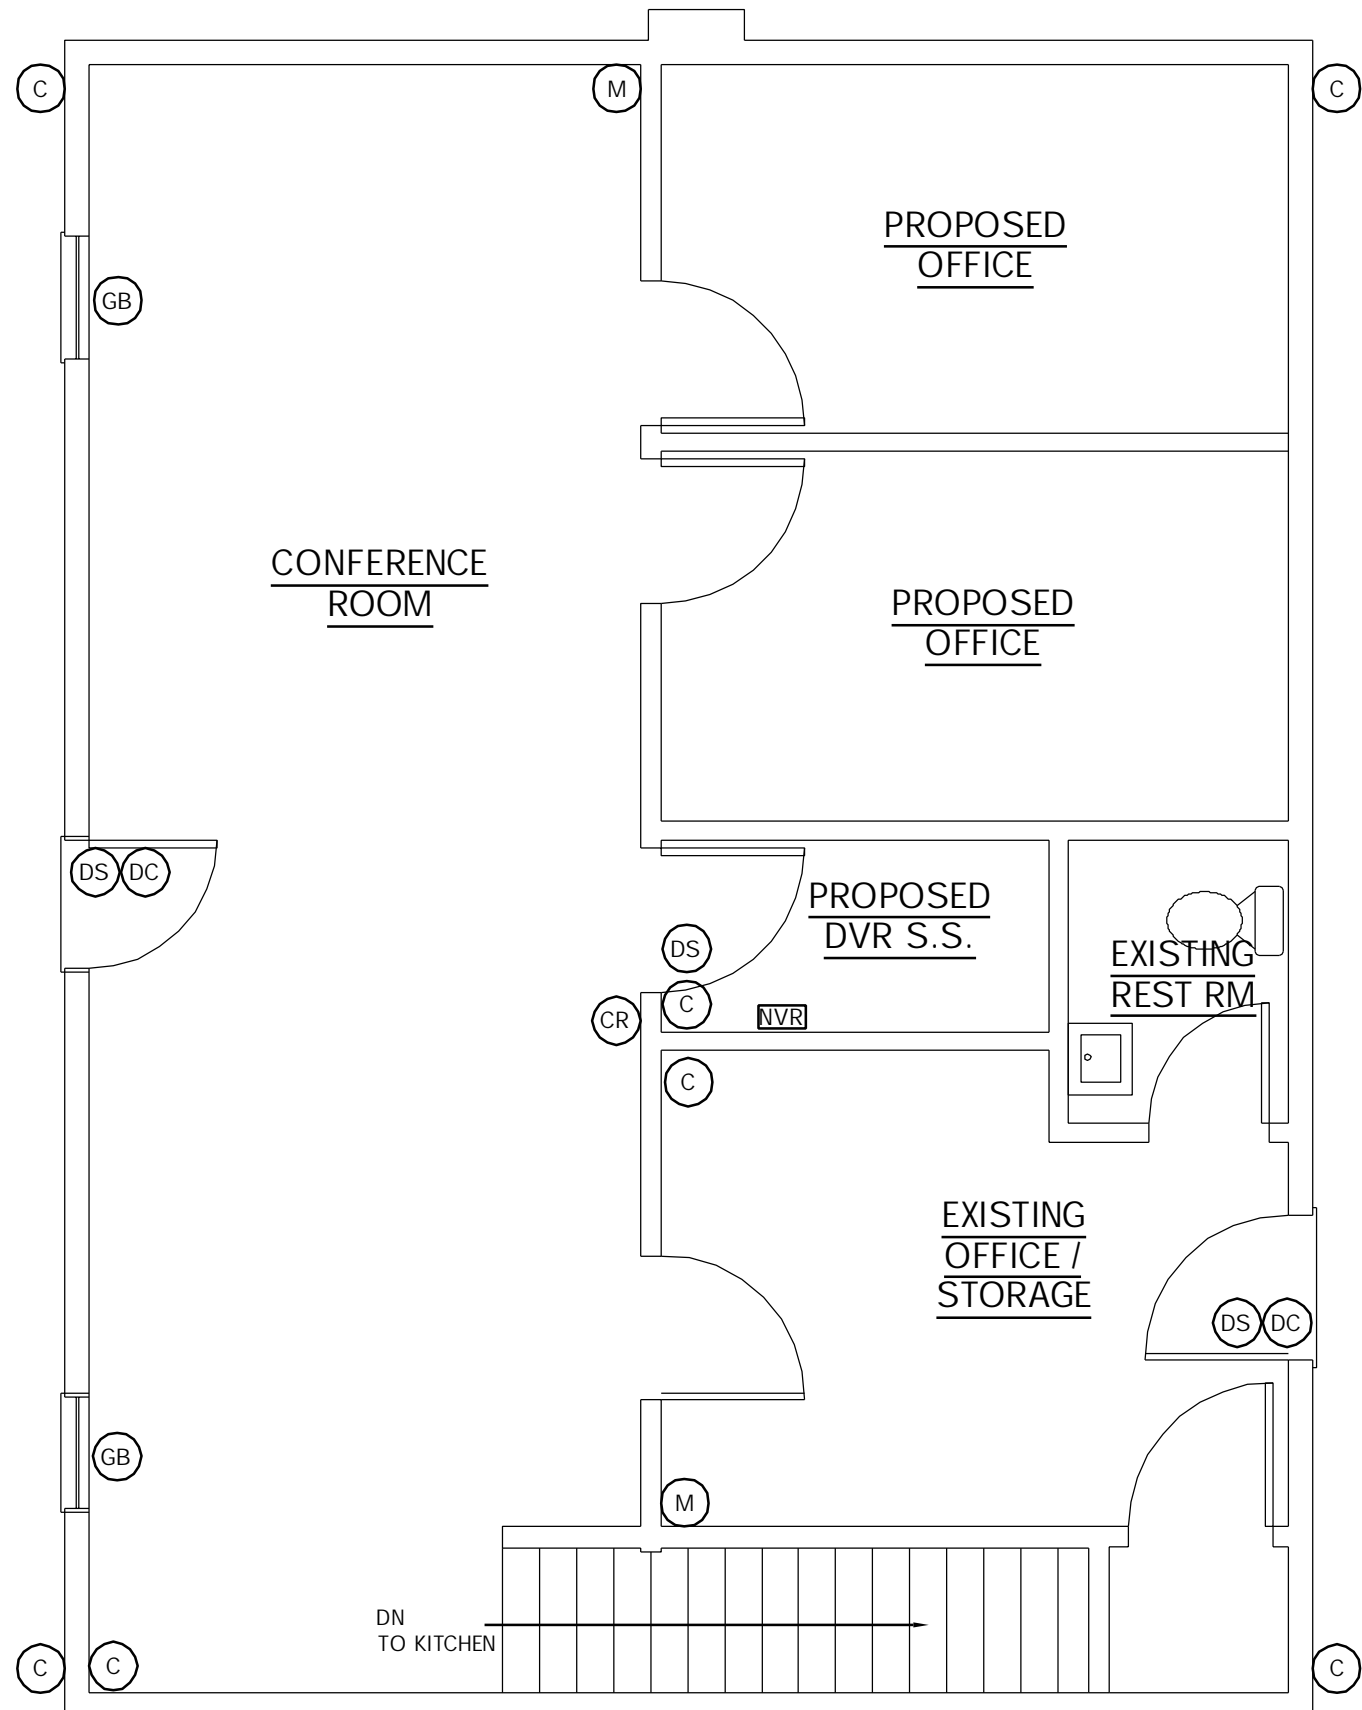 C
M
C
PROPOSED
OFFICE
GB
CONFERENCE
ROOM
PROPOSED
OFFICE
DS
DC
PROPOSED
DVR S.S.
DS
EXISTING
REST RM
C
NVR
CR
C
EXISTING
OFFICE /
STORAGE
DS
DC
GB
M
DN
TO KITCHEN
C
C
C